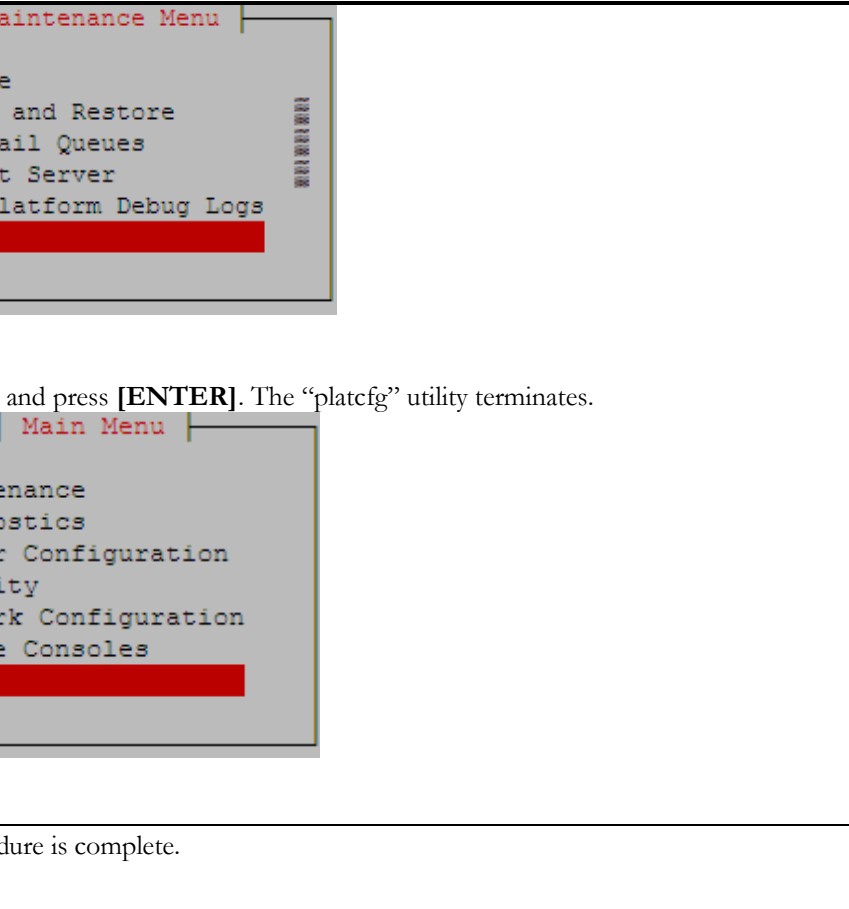 aintenance Menu
e
and Restore
ail Queues
t Server
latform Debug Logs
and press [ENTER]. The “platcfg” utility terminates.
Main Menu
enance
ostics
r Configuration
ity
rk Configuration
e Consoles
dure is complete.